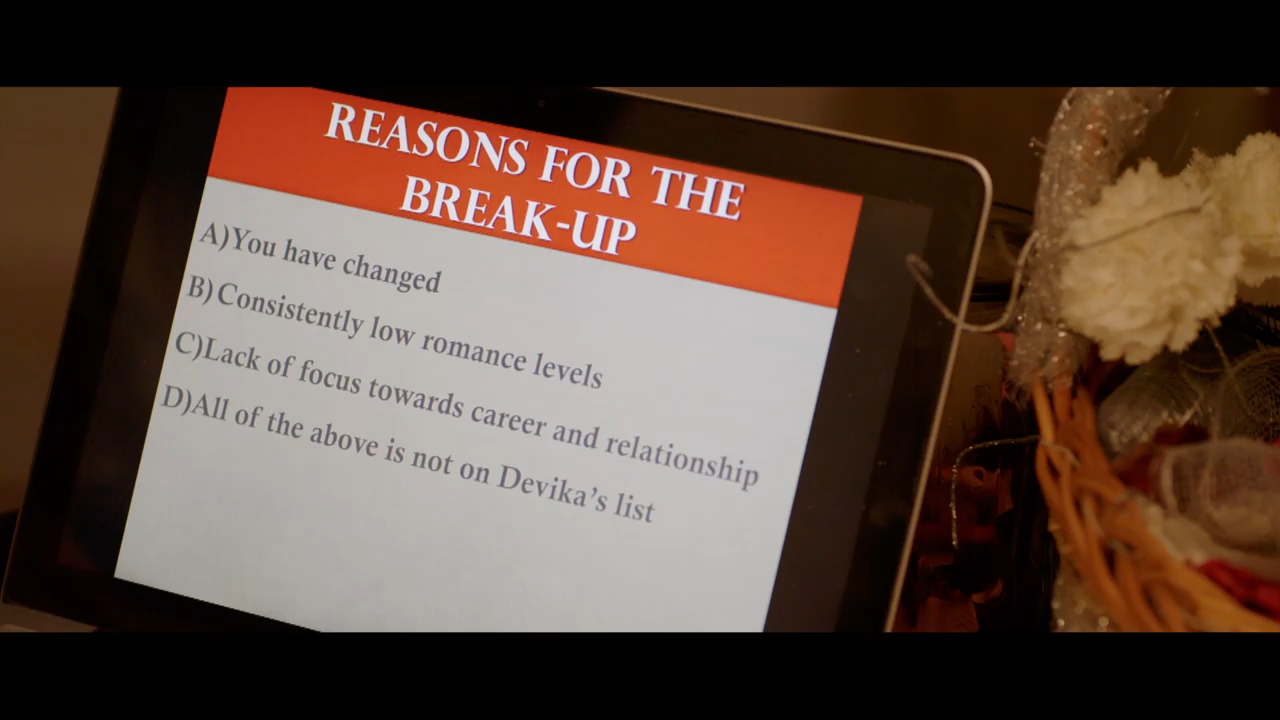 REASONS FOR THE
BREAK-UP
A)You have changed
B)Consistently low romance levels
C)Lack of focus towards career and relationship
D)All of the above is not on Devika's list